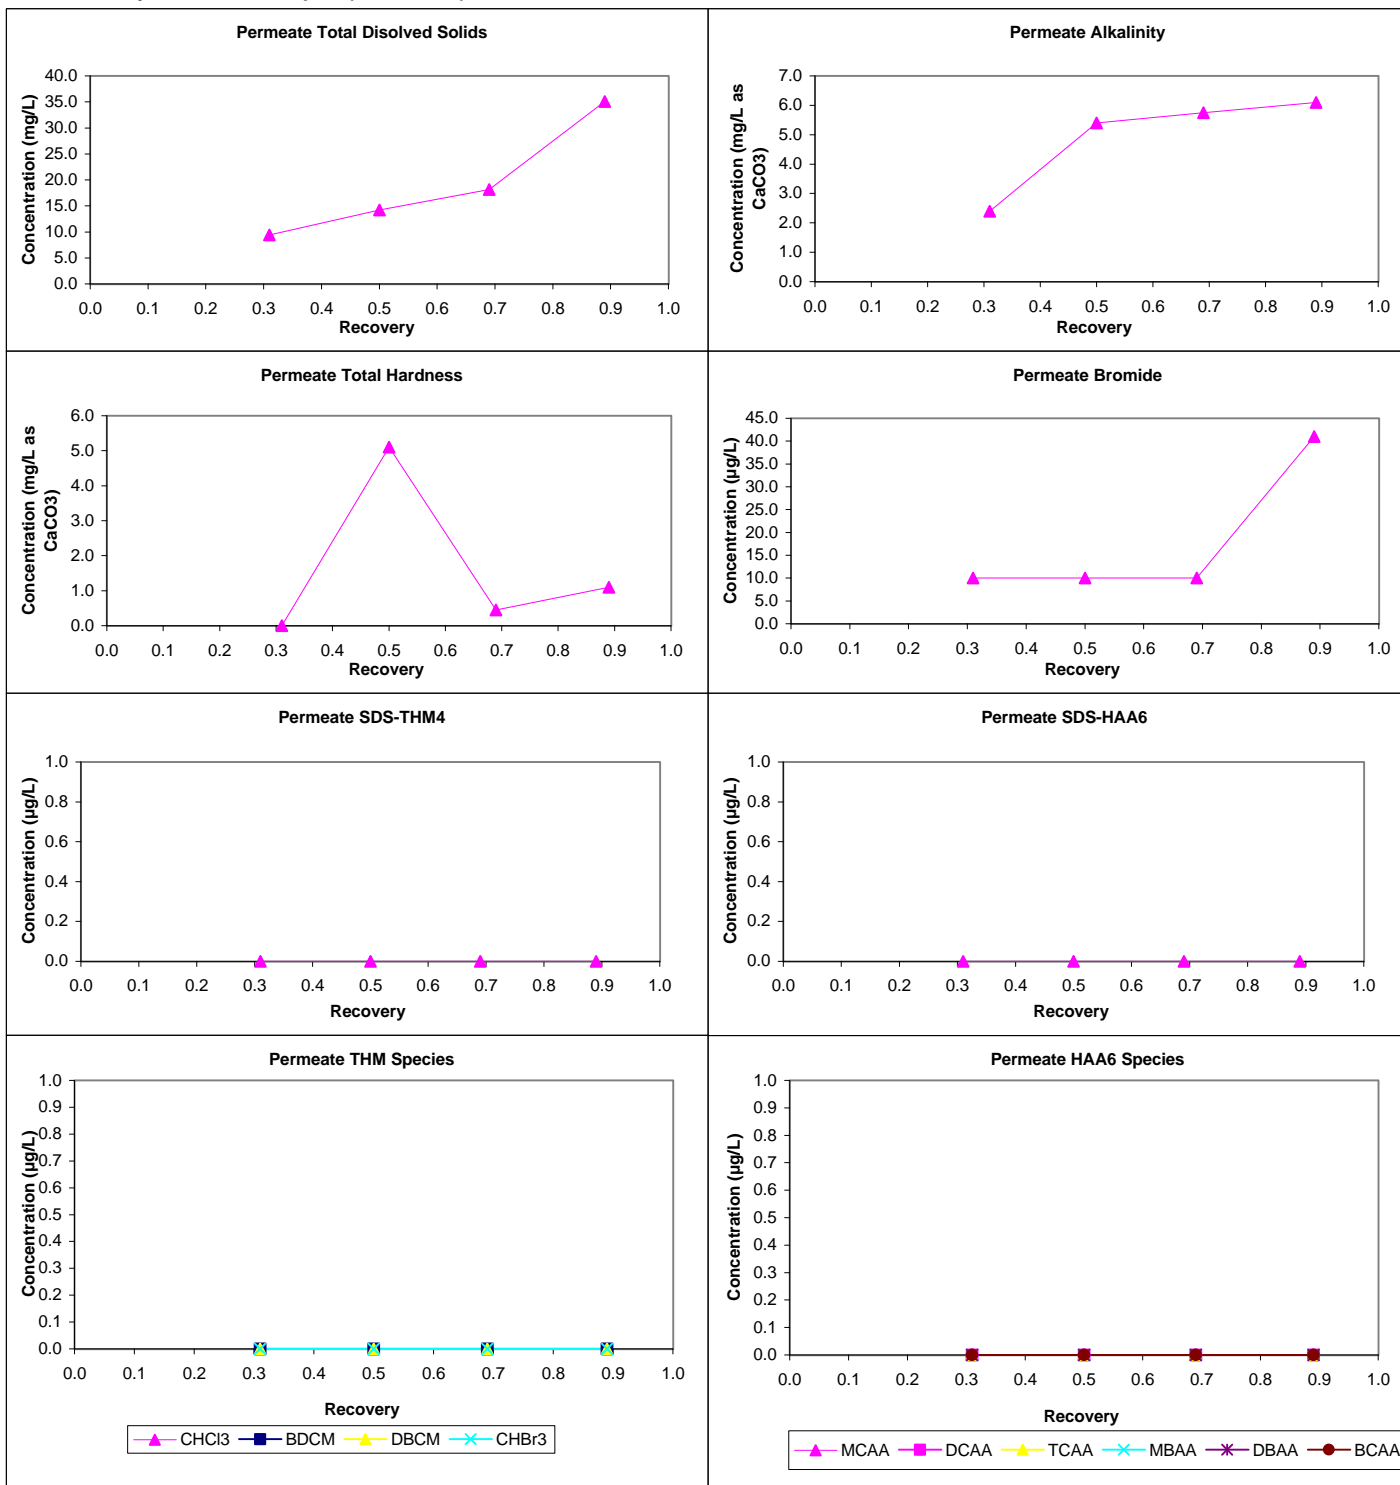 Permeate Total Disolved Solids
Concentration (mg/L)
40.0
35.0
30.0
25.0
20.0
15.0
10.0
5.0
0.0
0.0 0.1 0.2 0.3 0.4 0.5 0.6 0.7 0.8 0.9 1.0
Recovery
Permeate Alkalinity
Concentration (mg/L as
CaCO3)
7.0
6.0
5.0
4.0
3.0
2.0
1.0
0.0
0.0 0.1 0.2 0.3 0.4 0.5 0.6 0.7 0.8 0.9 1.0
Recovery
Permeate Total Hardness
Concentration (mg/L as
CaCO3)
6.0
5.0
4.0
3.0
2.0
1.0
0.0
0.0 0.1 0.2 0.3 0.4 0.5 0.6 0.7 0.8 0.9 1.0
Recovery
Permeate Bromide
Concentration (µg/L)
45.0
40.0
35.0
30.0
25.0
20.0
15.0
10.0
5.0
0.0
0.0 0.1 0.2 0.3 0.4 0.5 0.6 0.7 0.8 0.9 1.0
Recovery
Permeate SDS-THM4
Concentration (µg/L)
1.0
0.8
0.6
0.4
0.2
0.0
0.0 0.1 0.2 0.3 0.4 0.5 0.6 0.7 0.8 0.9 1.0
Recovery
Permeate SDS-HAA6
Concentration (µg/L)
1.0
0.8
0.6
0.4
0.2
0.0
0.0 0.1 0.2 0.3 0.4 0.5 0.6 0.7 0.8 0.9 1.0
Recovery
Permeate THM Species
Concentration (µg/L)
1.0
0.9
0.8
0.7
0.6
0.5
0.4
0.3
0.2
0.1
0.0
0.0 0.1 0.2 0.3 0.4 0.5 0.6 0.7 0.8 0.9 1.0
Recovery
CHCl3 BDCM DBCM CHBr3
Permeate HAA6 Species
Concentration (µg/L)
1.0
0.9
0.8
0.7
0.6
0.5
0.4
0.3
0.2
0.1
0.0
0.0 0.1 0.2 0.3 0.4 0.5 0.6 0.7 0.8 0.9 1.0
Recovery
MCAA DCAA TCAA MBAA DBAA BCAA